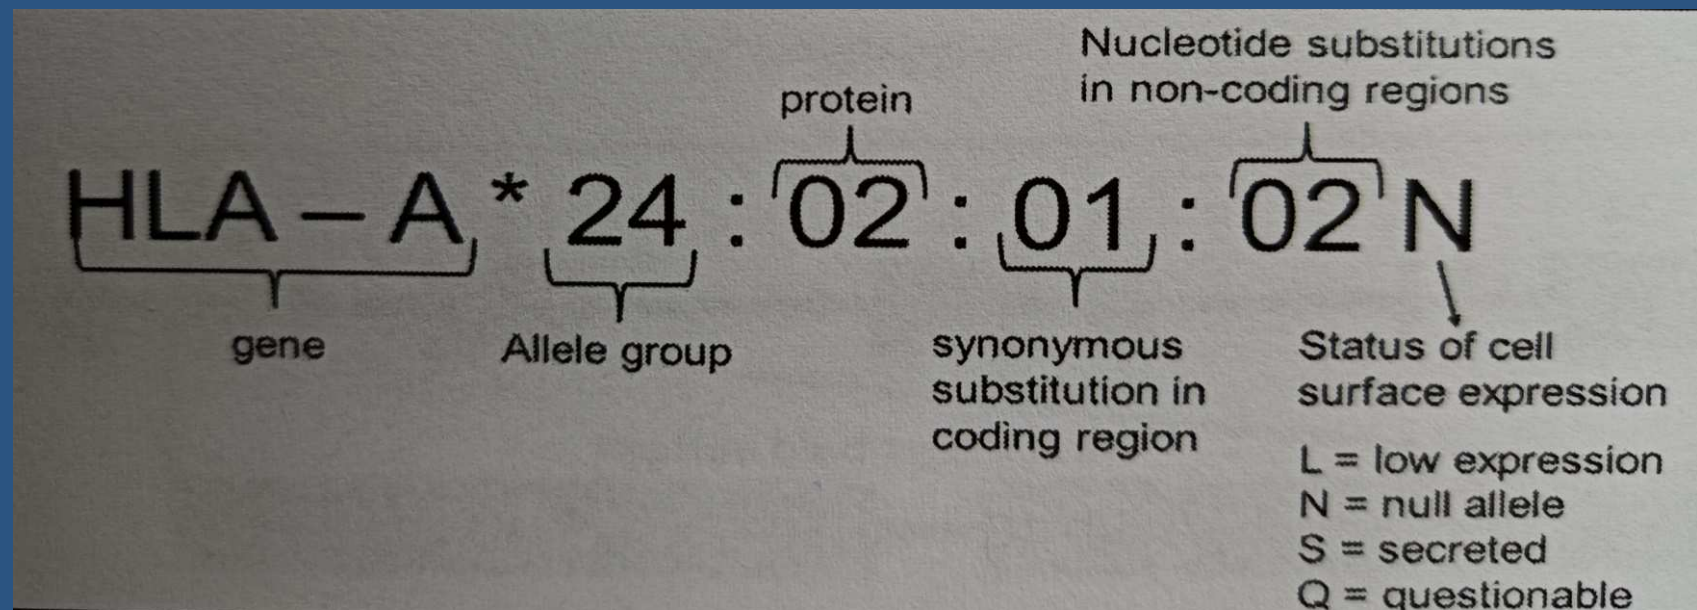 Nucleotide substitutions
in non-coding regions
protein
HLA – A * 24 : 02 : 01 : 02 N
gene
Allele group
synonymous
substitution in
coding region
Status of cell
surface expression
L = low expression
N = null allele
S = secreted
Q = questionable